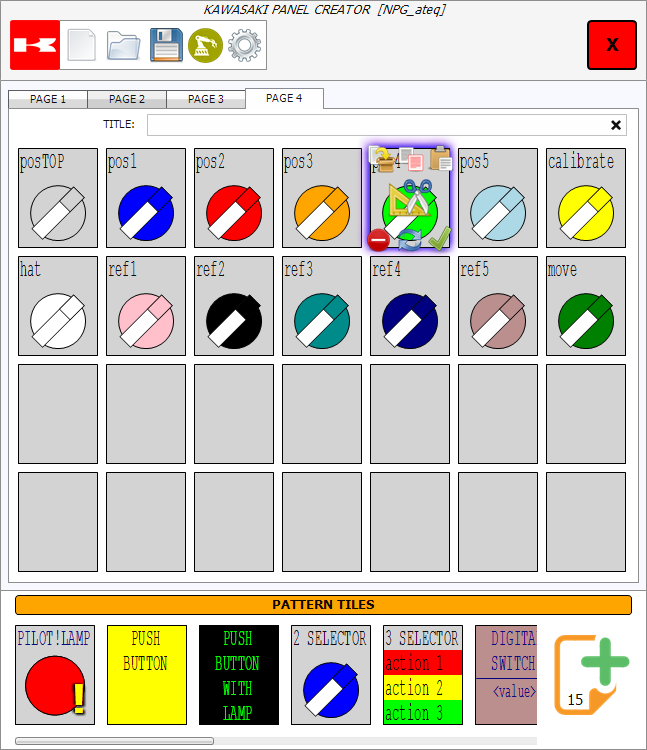 KAWASAKI PANEL CREATOR [NPG_ateq]
X
PAGE 1 PAGE 2 PAGE 3 PAGE 4
TITLE:
posTOP pos1 pos2 pos3 pos5 calibrate
hat ref1 ref2 ref3 ref4 ref5 move
PATTERN TILES
PILOT!LAMP
!
PUSH
BUTTON
PUSH
BUTTON
WITH
LAMP
2 SELECTOR
3 SELECTOR
action 1
action 2
action 3
DIGITA
SWITCH
<value>
15